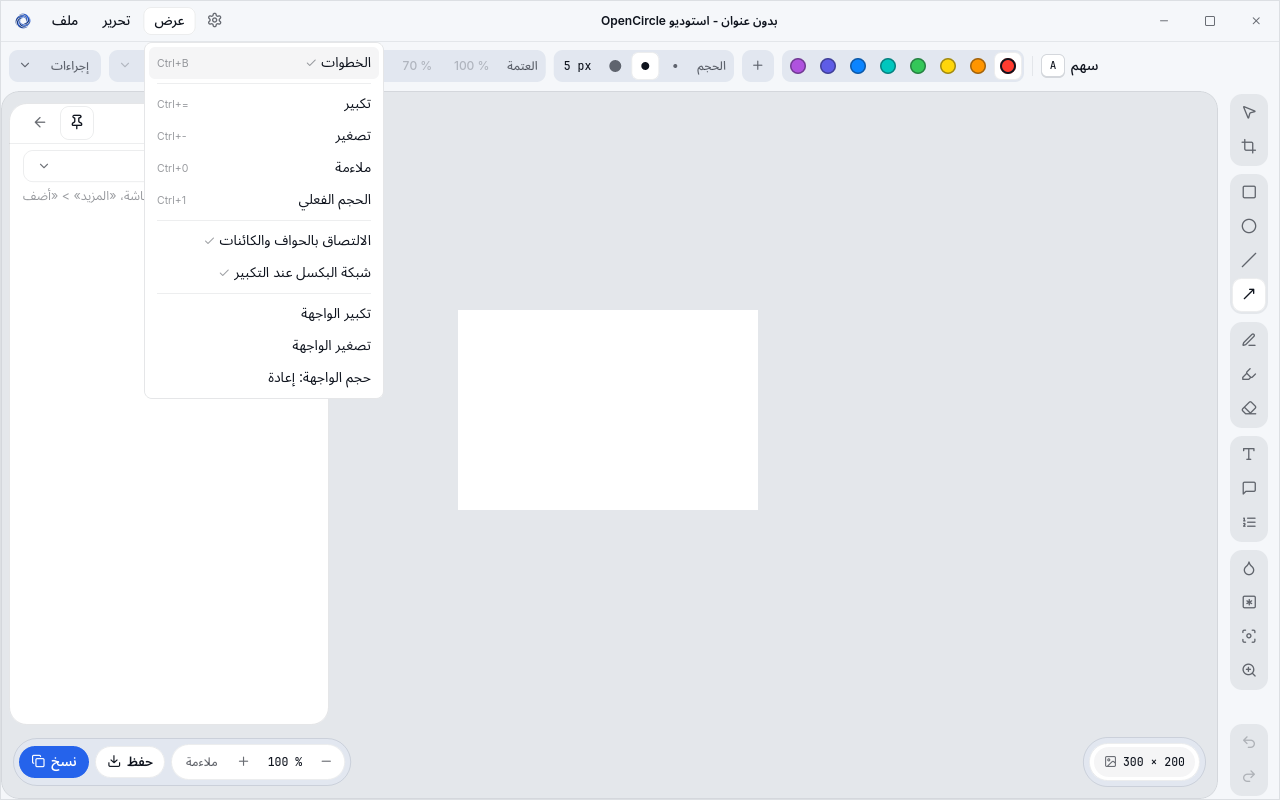 بدون عنوان - استوديو OpenCircle
ملف
تحرير
عرض
سهم
A
الحجم
5 px
العتمة
100 %
70 %
إجراءات
الخطوات
Ctrl+B
تكبير
Ctrl+=
تصغير
Ctrl+-
ملاءمة
Ctrl+0
الحجم الفعلي
Ctrl+1
الالتصاق بالحواف والكائنات
شبكة البكسل عند التكبير
تكبير الواجهة
تصغير الواجهة
حجم الواجهة: إعادة
«المزيد» > «أضف
نسخ
حفظ
ملاءمة
100 %
300 × 200